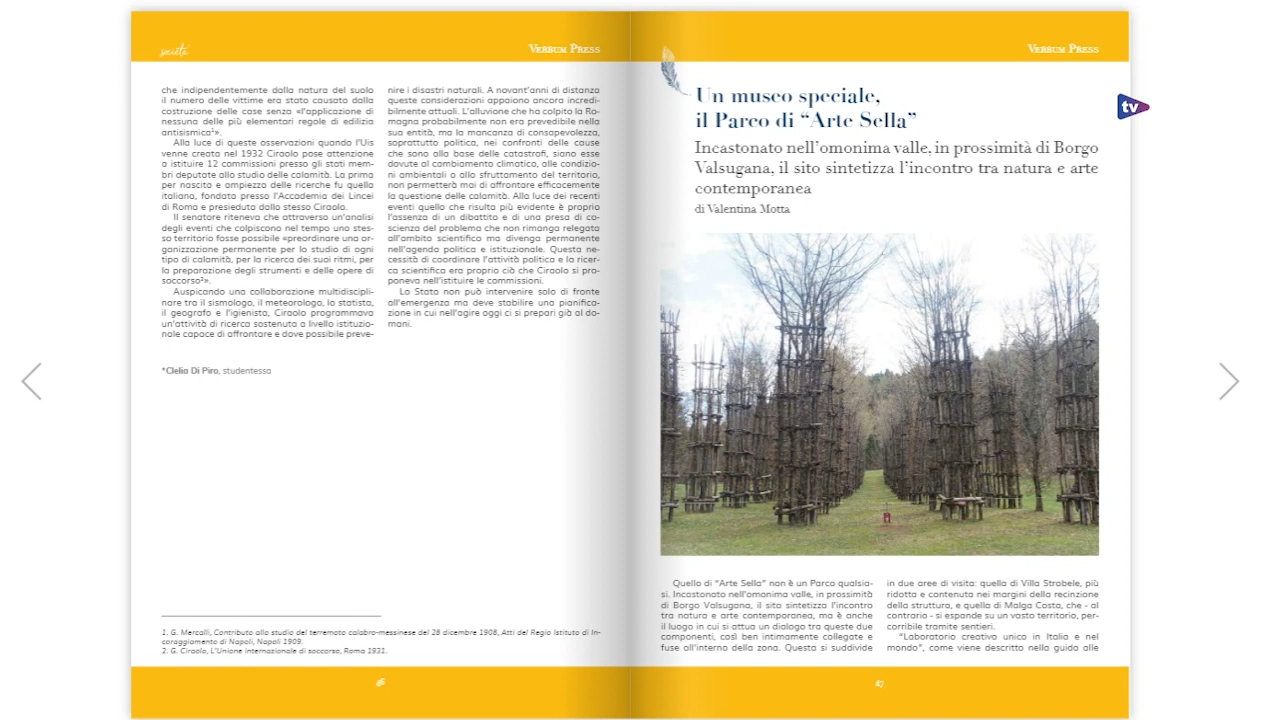 società
VERBUM PRESS
che indipendentemente dalla natura del suolo
il numero delle vittime era stato causato dalla
costruzione delle case senza «l'applicazione di
nessuna delle più elementari regole di edilizia
antisismica¹».
Alla luce di queste osservazioni quando l'Uis
venne creata nel 1932 Ciraolo pose attenzione
a istituire 12 commissioni presso gli stati mem-
bri deputate allo studio delle calamità. La prima
per nascita e ampiezza delle ricerche fu quella
italiana, fondata presso l'Accademia dei Lincei
di Roma e presieduta dallo stesso Ciraolo.
Il senatore riteneva che attraverso un'analisi
degli eventi che colpiscono nel tempo uno stes-
so territorio fosse possibile «preordinare una or-
ganizzazione permanente per lo studio di ogni
tipo di calamità, per la ricerca dei suoi ritmi, per
la preparazione degli strumenti e delle opere di
soccorso²».
Auspicando una collaborazione multidiscipli-
nare tra il sismologo, il meteorologo, lo statista,
il geografo e l'igienista, Ciraolo programmava
un'attività di ricerca sostenuta a livello istituzio-
nale capace di affrontare e dove possibile preve-
nire i disastri naturali. A novant'anni di distanza
queste considerazioni appaiono ancora incredi-
bilmente attuali. L'alluvione che ha colpito la Ro-
magna probabilmente non era prevedibile nella
sua entità, ma la mancanza di consapevolezza,
soprattutto politica, nei confronti delle cause
che sono alla base delle catastrofi, siano esse
dovute al cambiamento climatico, alle condizio-
ni ambientali o allo sfruttamento del territorio,
non permetterà mai di affrontare efficacemente
la questione delle calamità. Alla luce dei recenti
eventi quello che risulta più evidente è proprio
l'assenza di un dibattito e di una presa di co-
scienza del problema che non rimanga relegata
all'ambito scientifico ma divenga permanente
nell'agenda politica e istituzionale. Questa ne-
cessità di coordinare l'attività politica e la ricer-
ca scientifica era proprio ciò che Ciraolo si pro-
poneva nell'istituire le commissioni.
Lo Stato non può intervenire solo di fronte
all'emergenza ma deve stabilire una pianifica-
zione in cui nell'agire oggi ci si prepari già al do-
mani.
*Clelia Di Piro, studentessa
1. G. Mercalli, Contributo allo studio del terremoto calabro-messinese del 28 dicembre 1908, Atti del Regio Istituto di In-
coraggiamento di Napoli, Napoli 1909.
2. G. Ciraolo, L'Unione internazionale di soccorso, Roma 1931.
46
VERBUM PRESS
tv
Un museo speciale,
il Parco di “Arte Sella”
Incastonato nell'omonima valle, in prossimità di Borgo
Valsugana, il sito sintetizza l'incontro tra natura e arte
contemporanea
di Valentina Motta
Quello di “Arte Sella” non è un Parco qualsia-
si. Incastonato nell'omonima valle, in prossimità
di Borgo Valsugana, il sito sintetizza l'incontro
tra natura e arte contemporanea, ma è anche
il luogo in cui si attua un dialogo tra queste due
componenti, così ben intimamente collegate e
fuse all'interno della zona. Questa si suddivide
in due aree di visita: quella di Villa Strobele, più
ridotta e contenuta nei margini della recinzione
della struttura, e quella di Malga Costa, che - al
contrario - si espande su un vasto territorio, per-
corribile tramite sentieri.
“Laboratorio creativo unico in Italia e nel
mondo”, come viene descritto nella guida alle
47